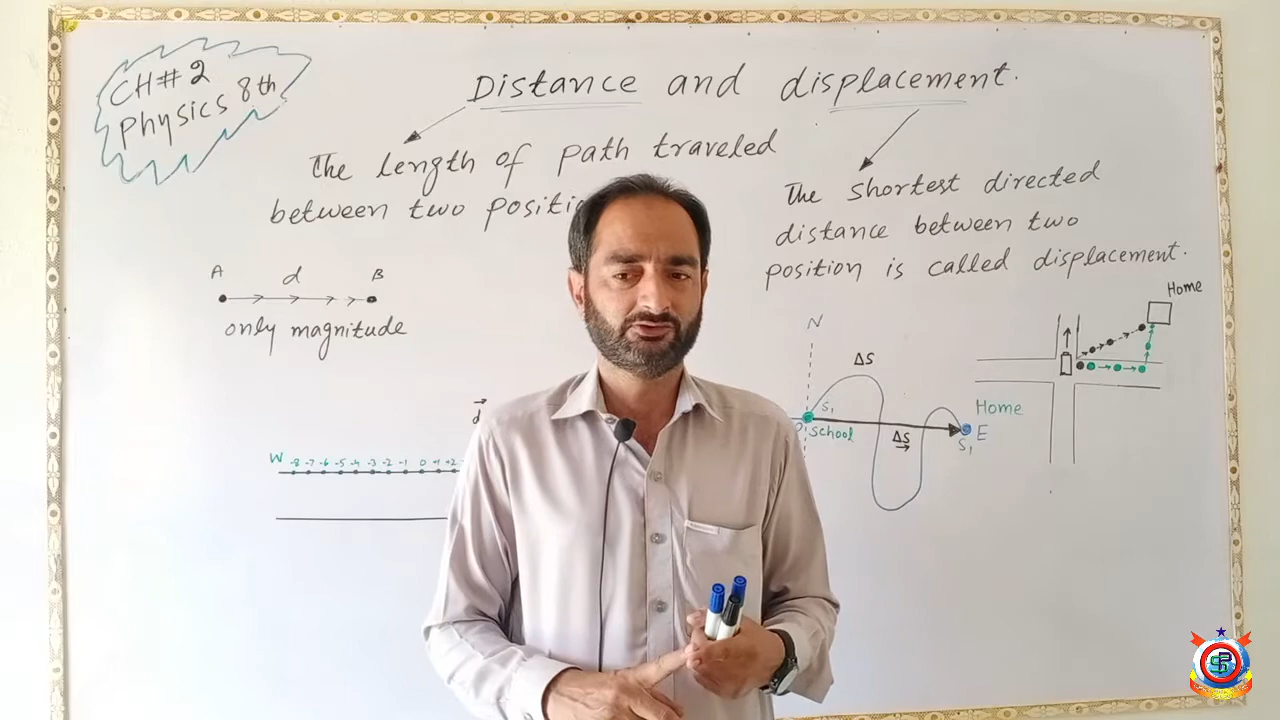 CH#2
Physics 8th
Distance and displacement.
The length of path traveled
between two positio
The shortest directed
distance between two
position is called displacement.
A d B
only magnitude
Home
N
ΔS
d
S1
School
ΔS
Home
E
S1
W -8 -7 -6 -5 -4 -3 -2 -1 0 +1 +2